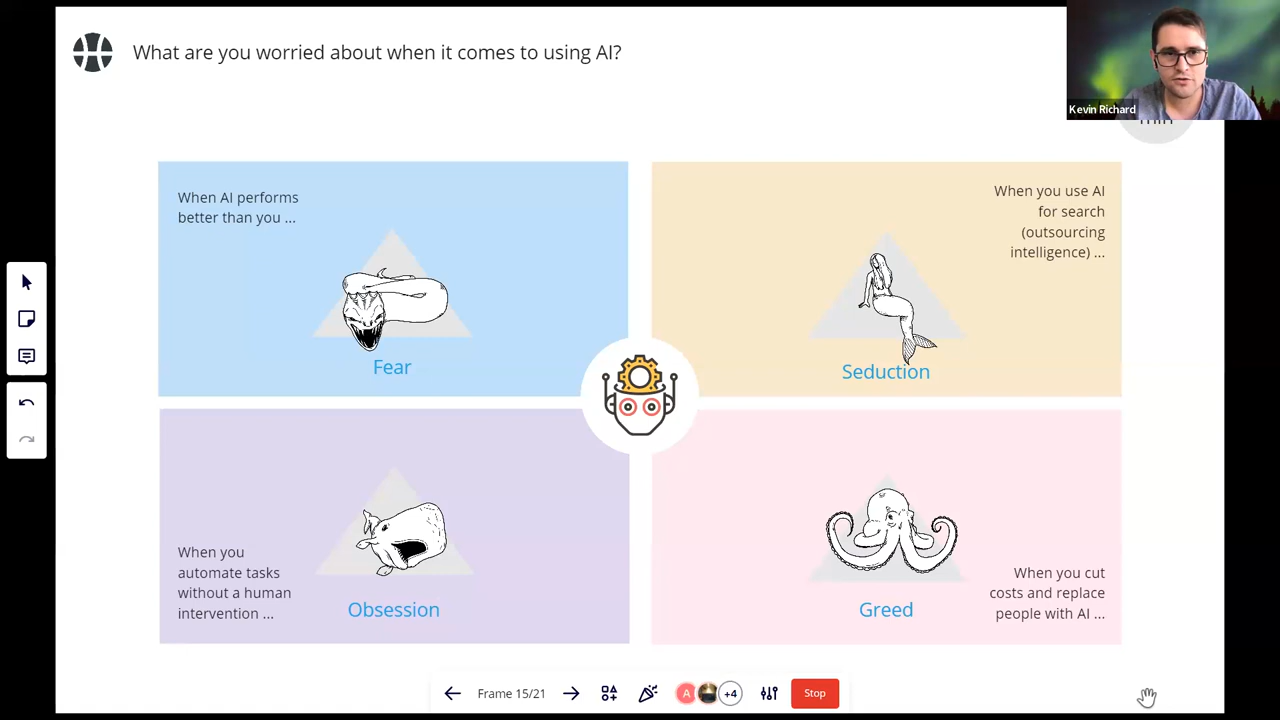 What are you worried about when it comes to using AI?
Kevin Richard
min
When AI performs
better than you ...
Fear
When you use AI
for search
(outsourcing
intelligence) ...
Seduction
When you
automate tasks
without a human
intervention ...
Obsession
When you cut
costs and replace
people with AI ...
Greed
Frame 15/21
A
+4
Stop